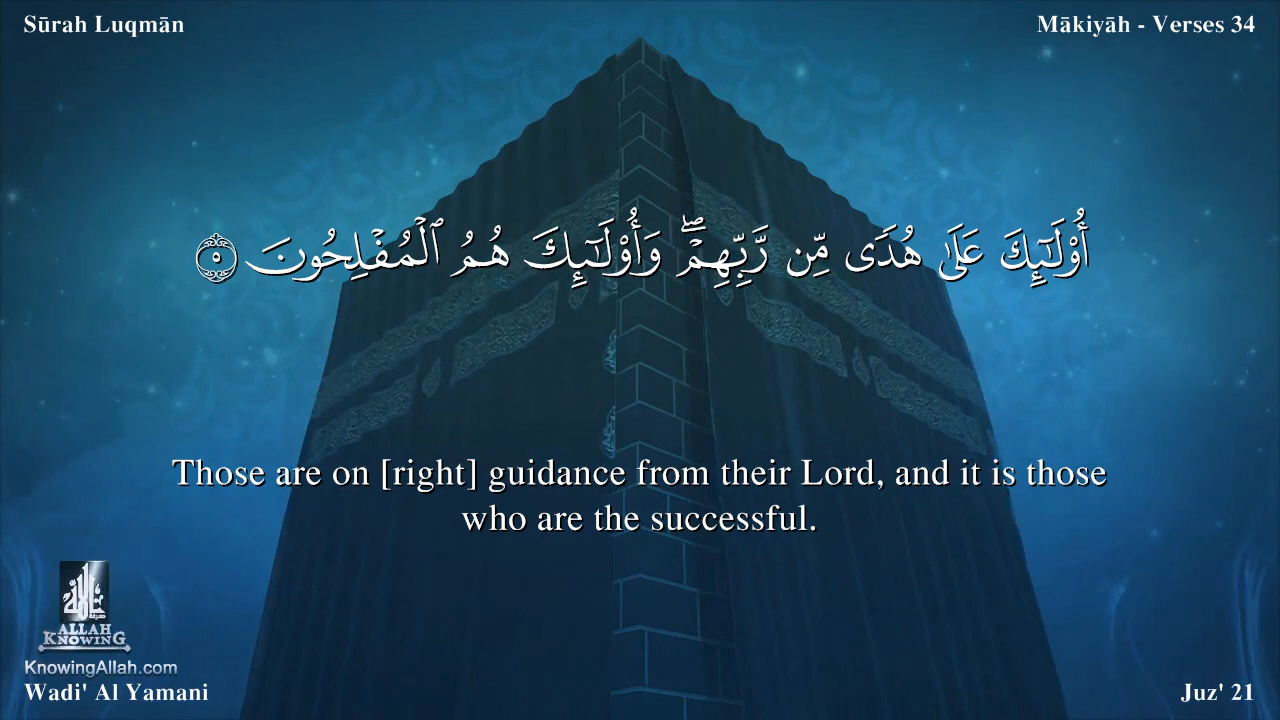 Sūrah Luqmān
Mākiyāh - Verses 34
أُوْلَٰٓئِكَ عَلَىٰ هُدٗى مِّن رَّبِّهِمۡۖ وَأُوْلَٰٓئِكَ هُمُ ٱلۡمُفۡلِحُونَ ٥
Those are on [right] guidance from their Lord, and it is those
who are the successful.
ALLAH
KNOWING
KnowingAllah.com
Wadi' Al Yamani
Juz' 21